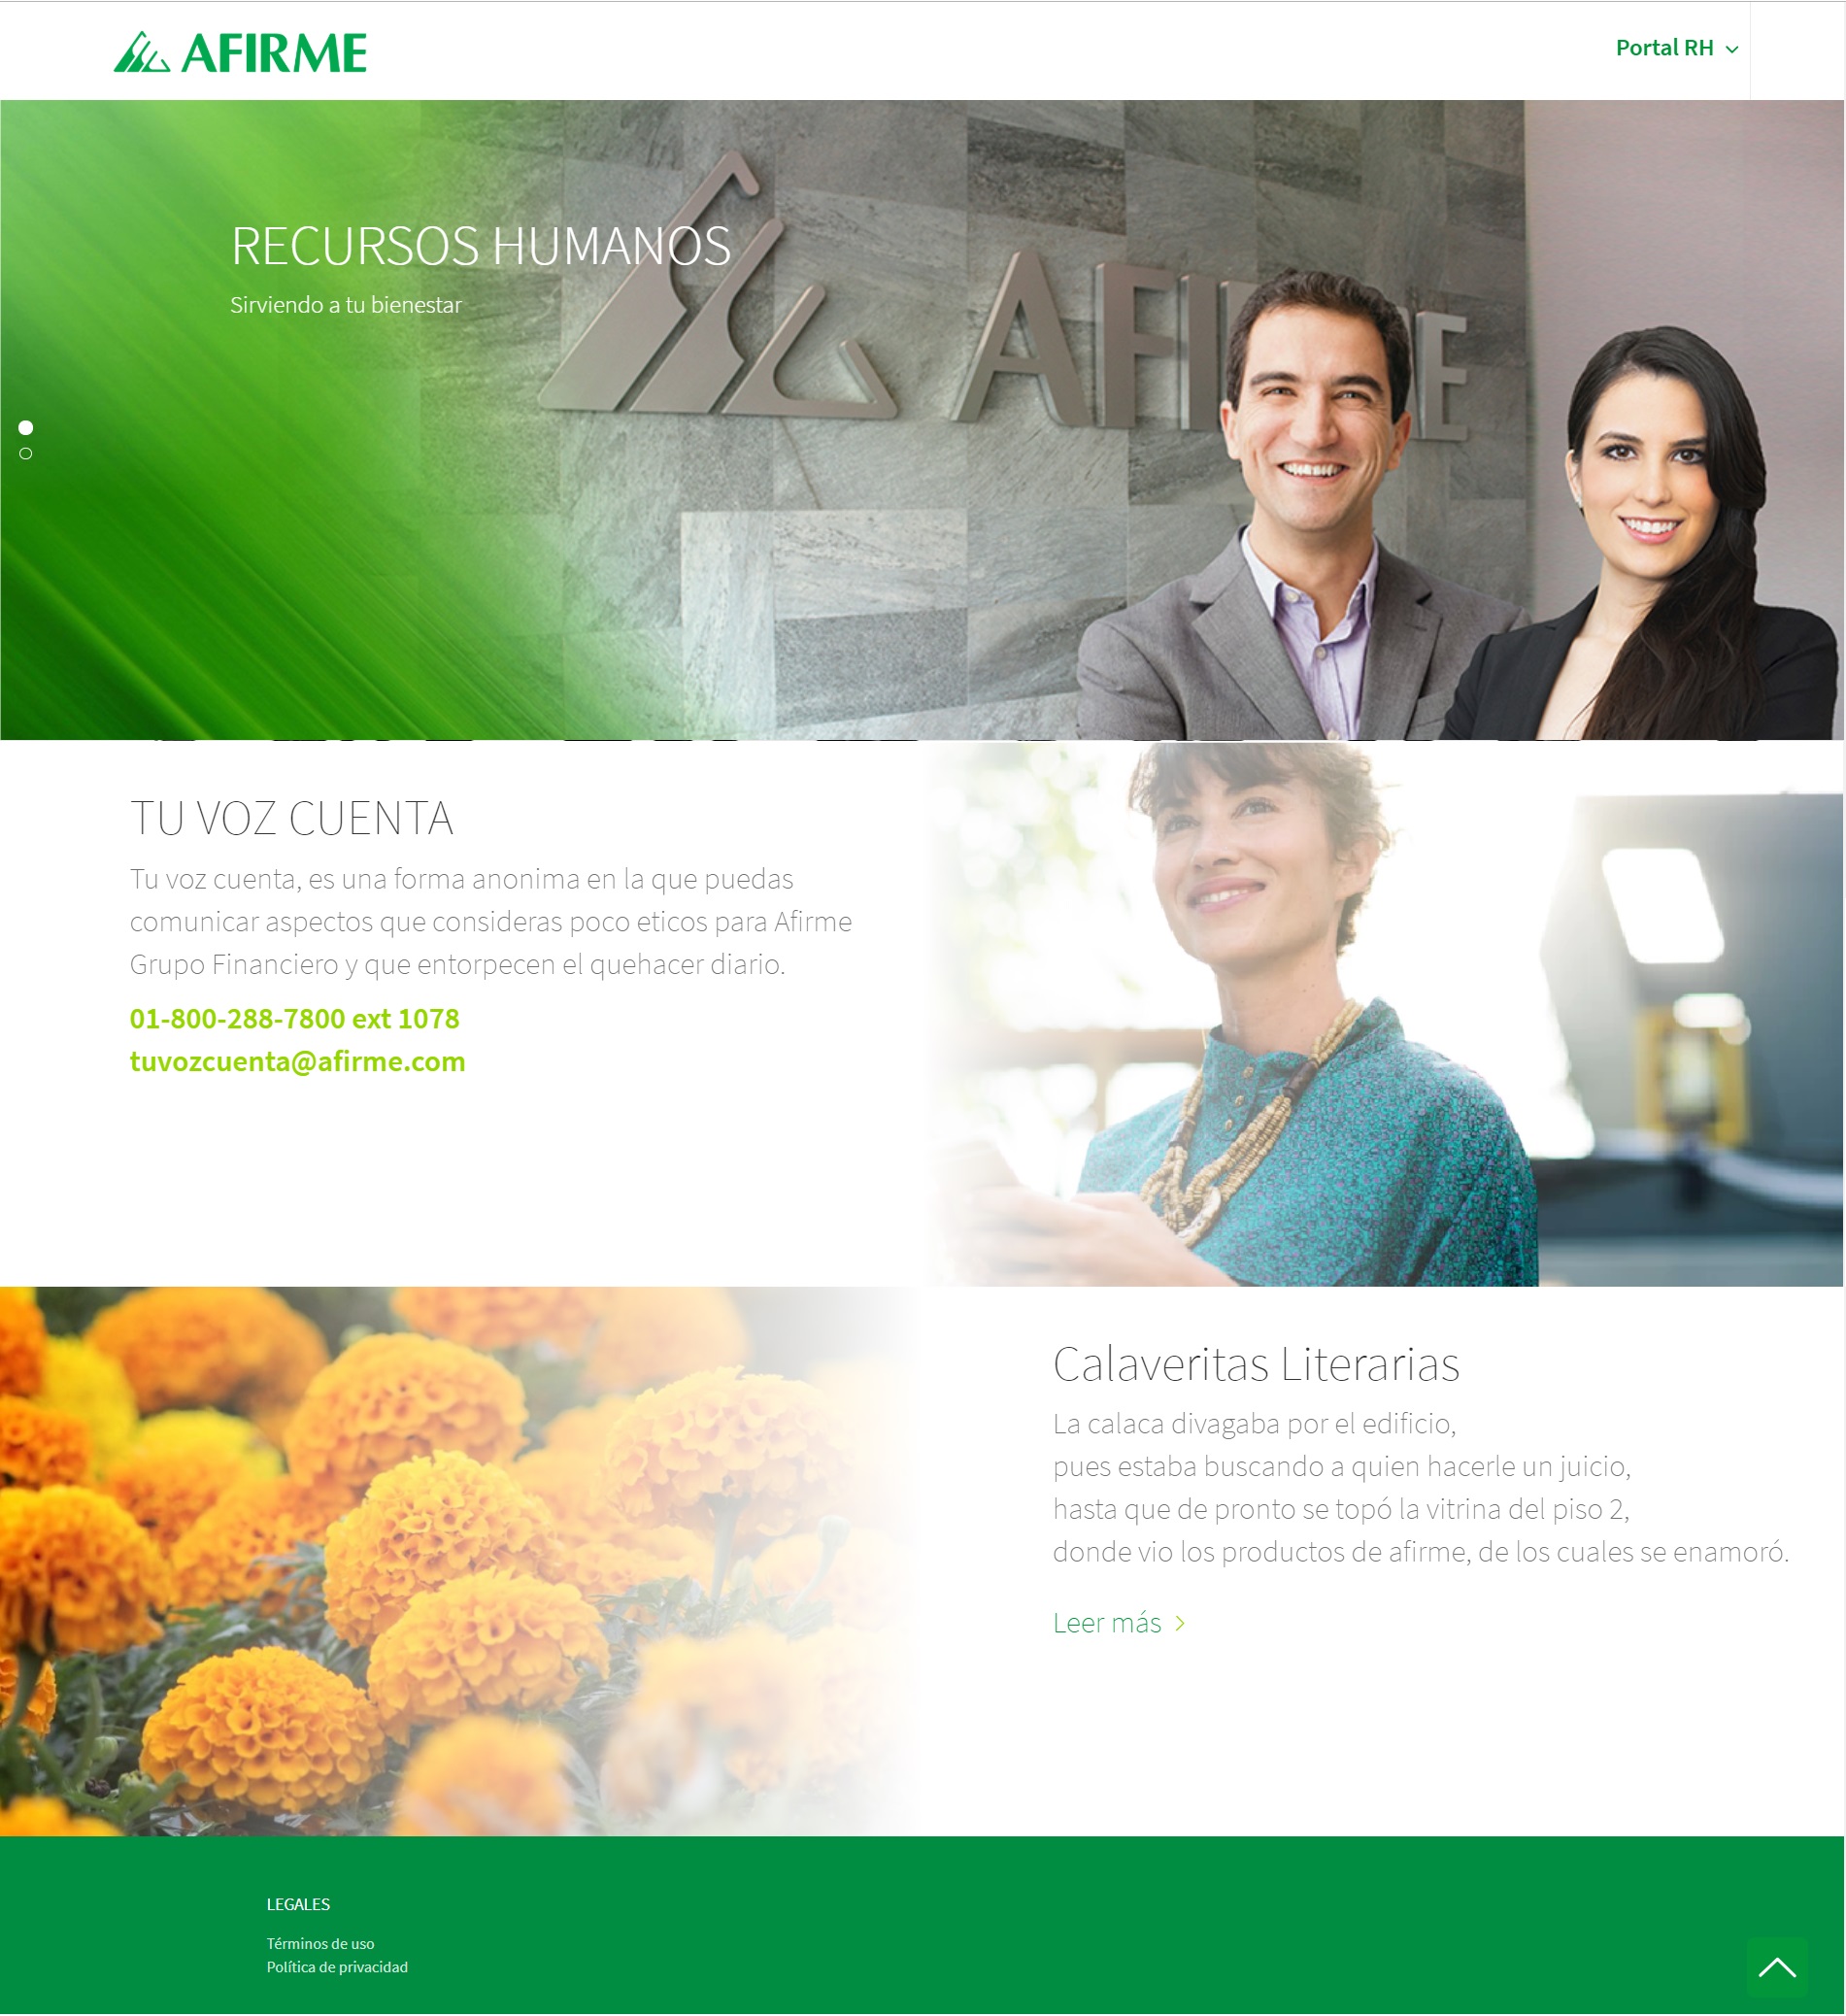 AFIRME
Portal RH
RECURSOS HUMANOS
Sirviendo a tu bienestar
TU VOZ CUENTA
Tu voz cuenta, es una forma anonima en la que puedas
comunicar aspectos que consideras poco eticos para Afirme
Grupo Financiero y que entorpecen el quehacer diario.
01-800-288-7800 ext 1078
tuvozcuenta@afirme.com
Calaveritas Literarias
La calaca divagaba por el edificio,
pues estaba buscando a quien hacerle un juicio,
hasta que de pronto se topó la vitrina del piso 2,
donde vio los productos de afirme, de los cuales se enamoró.
Leer más
LEGALES
Términos de uso
Política de privacidad